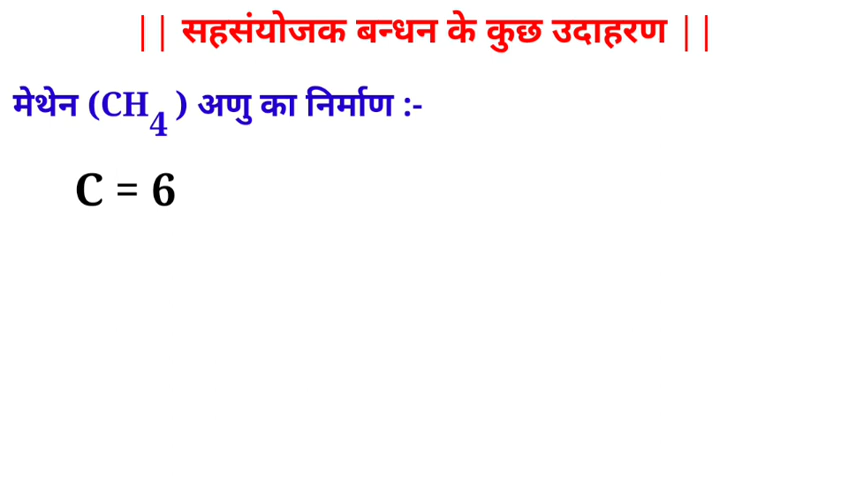 || सहसंयोजक बन्धन के कुछ उदाहरण ||
मेथेन (CH4 ) अणु का निर्माण :-
C = 6